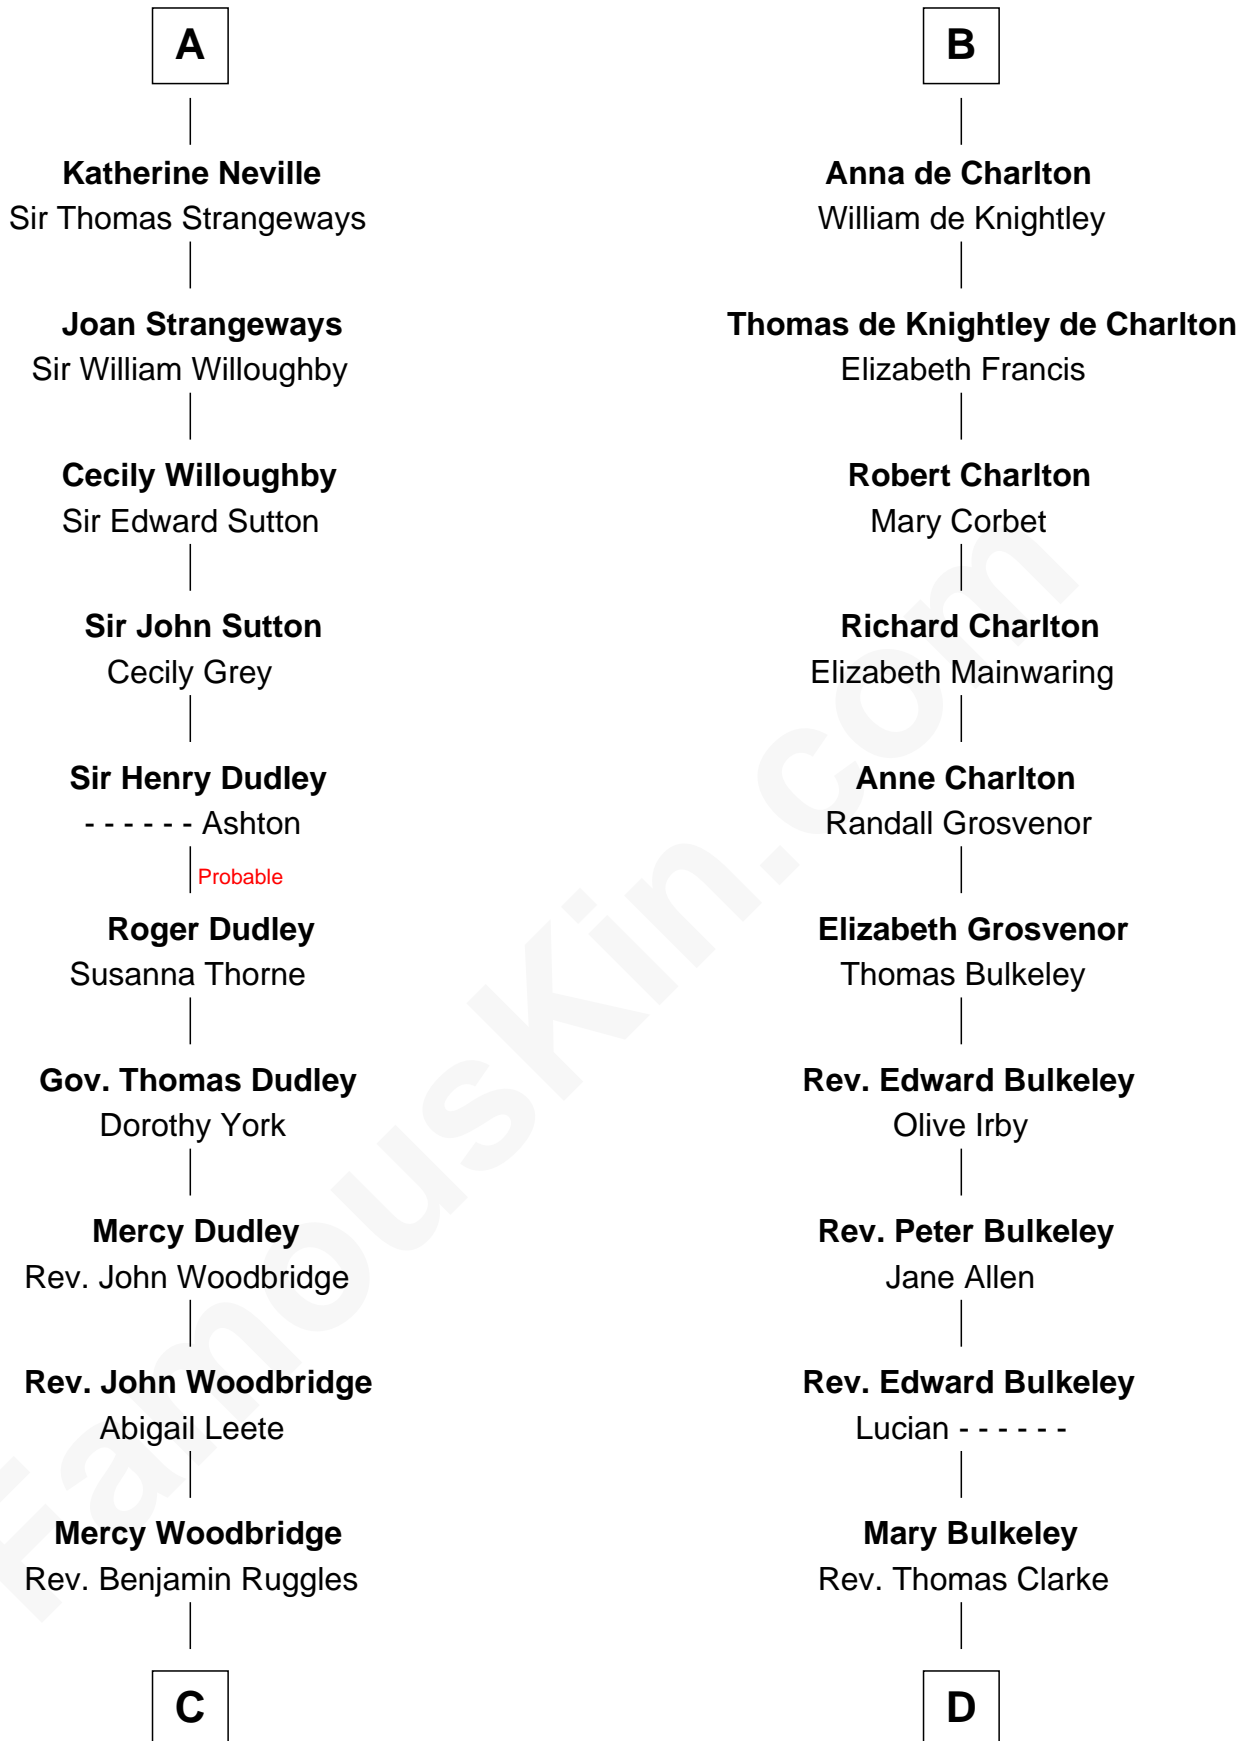 A
Katherine Neville
Sir Thomas Strangeways
Joan Strangeways
Sir William Willoughby
Cecily Willoughby
Sir Edward Sutton
Sir John Sutton
Cecily Grey
Sir Henry Dudley
- - - - - - Ashton
Probable
Roger Dudley
Susanna Thorne
Gov. Thomas Dudley
Dorothy York
Mercy Dudley
Rev. John Woodbridge
Rev. John Woodbridge
Abigail Leete
Mercy Woodbridge
Rev. Benjamin Ruggles
C
B
Anna de Charlton
William de Knightley
Thomas de Knightley de Charlton
Elizabeth Francis
Robert Charlton
Mary Corbet
Richard Charlton
Elizabeth Mainwaring
Anne Charlton
Randall Grosvenor
Elizabeth Grosvenor
Thomas Bulkeley
Rev. Edward Bulkeley
Olive Irby
Rev. Peter Bulkeley
Jane Allen
Rev. Edward Bulkeley
Lucian - - - - - -
Mary Bulkeley
Rev. Thomas Clarke
D
FamousKin.com